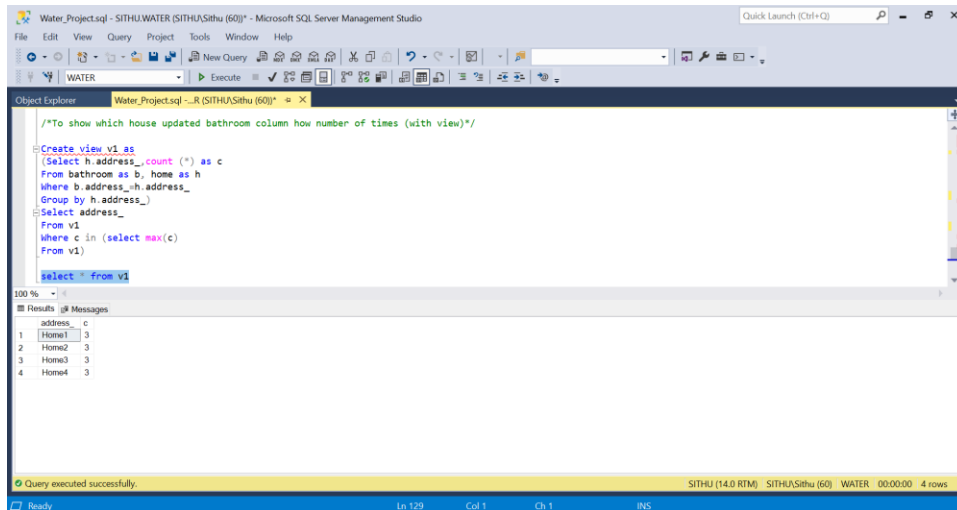 Water_Project.sql - SITHU.WATER (SITHU\Sithu (60))* - Microsoft SQL Server Management Studio
Quick Launch (Ctrl+Q)
File Edit View Query Project Tools Window Help
New Query
WATER
Execute
Object Explorer
Water_Project.sql -...R (SITHU\Sithu (60))*
/*To show which house updated bathroom column how number of times (with view)*/
Create view v1 as
(Select h.address_,count (*) as c
From bathroom as b, home as h
Where b.address_=h.address_
Group by h.address_)
Select address_
From v1
Where c in (select max(c)
From v1)
select * from v1
100 %
Results Messages
address_ c
1 Home1 3
2 Home2 3
3 Home3 3
4 Home4 3
Query executed successfully.
SITHU (14.0 RTM) SITHU\Sithu (60) WATER 00:00:00 4 rows
Ready Ln 129 Col 1 Ch 1 INS